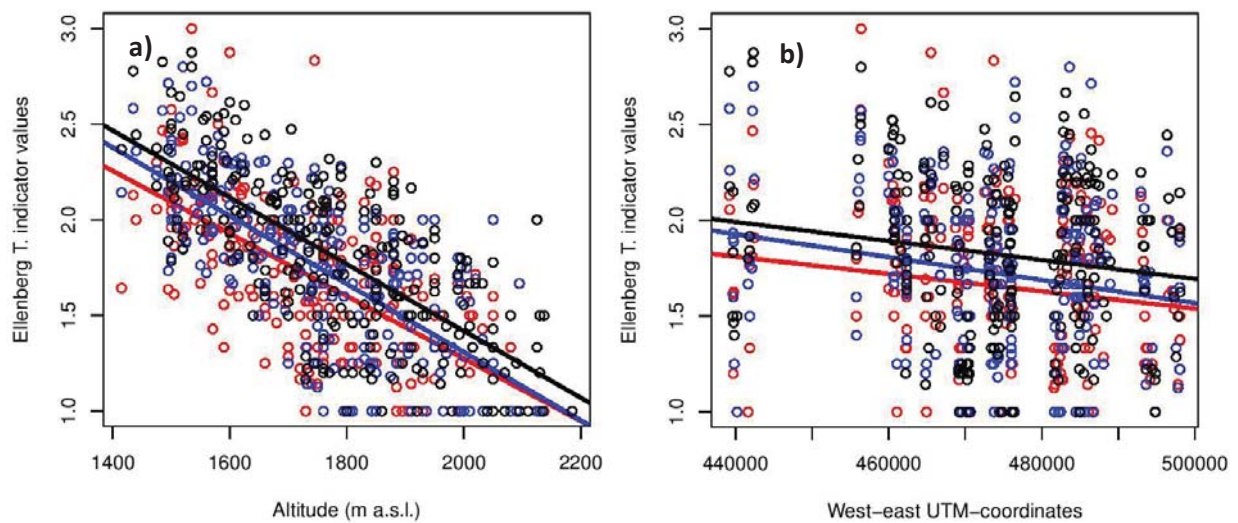 a)
Ellenberg T. indicator values
3.0
2.5
2.0
1.5
1.0
1400 1600 1800 2000 2200
Altitude (m a.s.l.)
b)
Ellenberg T. indicator values
3.0
2.5
2.0
1.5
1.0
440000 460000 480000 500000
West-east UTM-coordinates